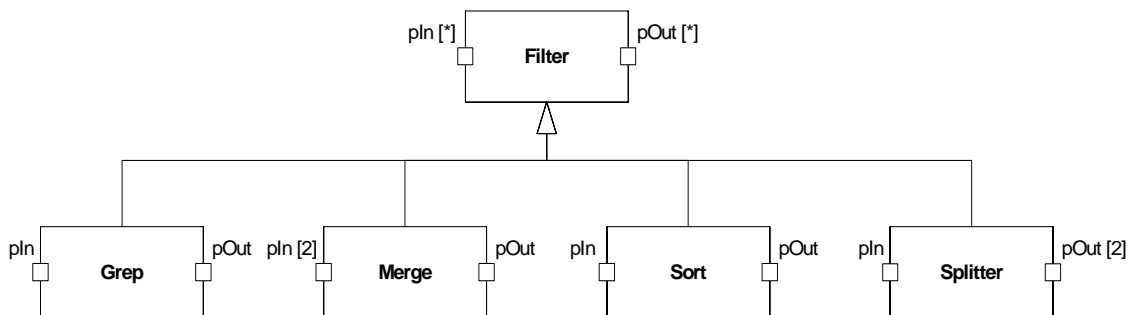 pIn [*]
pOut [*]
Filter
pIn
pOut
Grep
pIn [2]
pOut
Merge
pIn
pOut
Sort
pIn
pOut [2]
Splitter